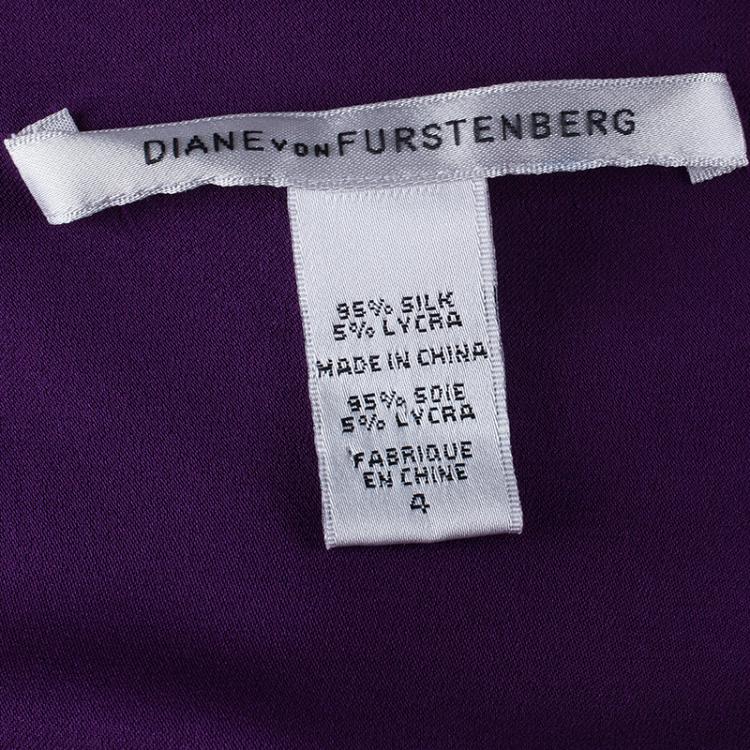 DIANE VON FURSTENBERG
95% SILK
5% LYCRA
MADE IN CHINA
95% SOIE
5% LYCRA
FABRIQUE
EN CHINE
4